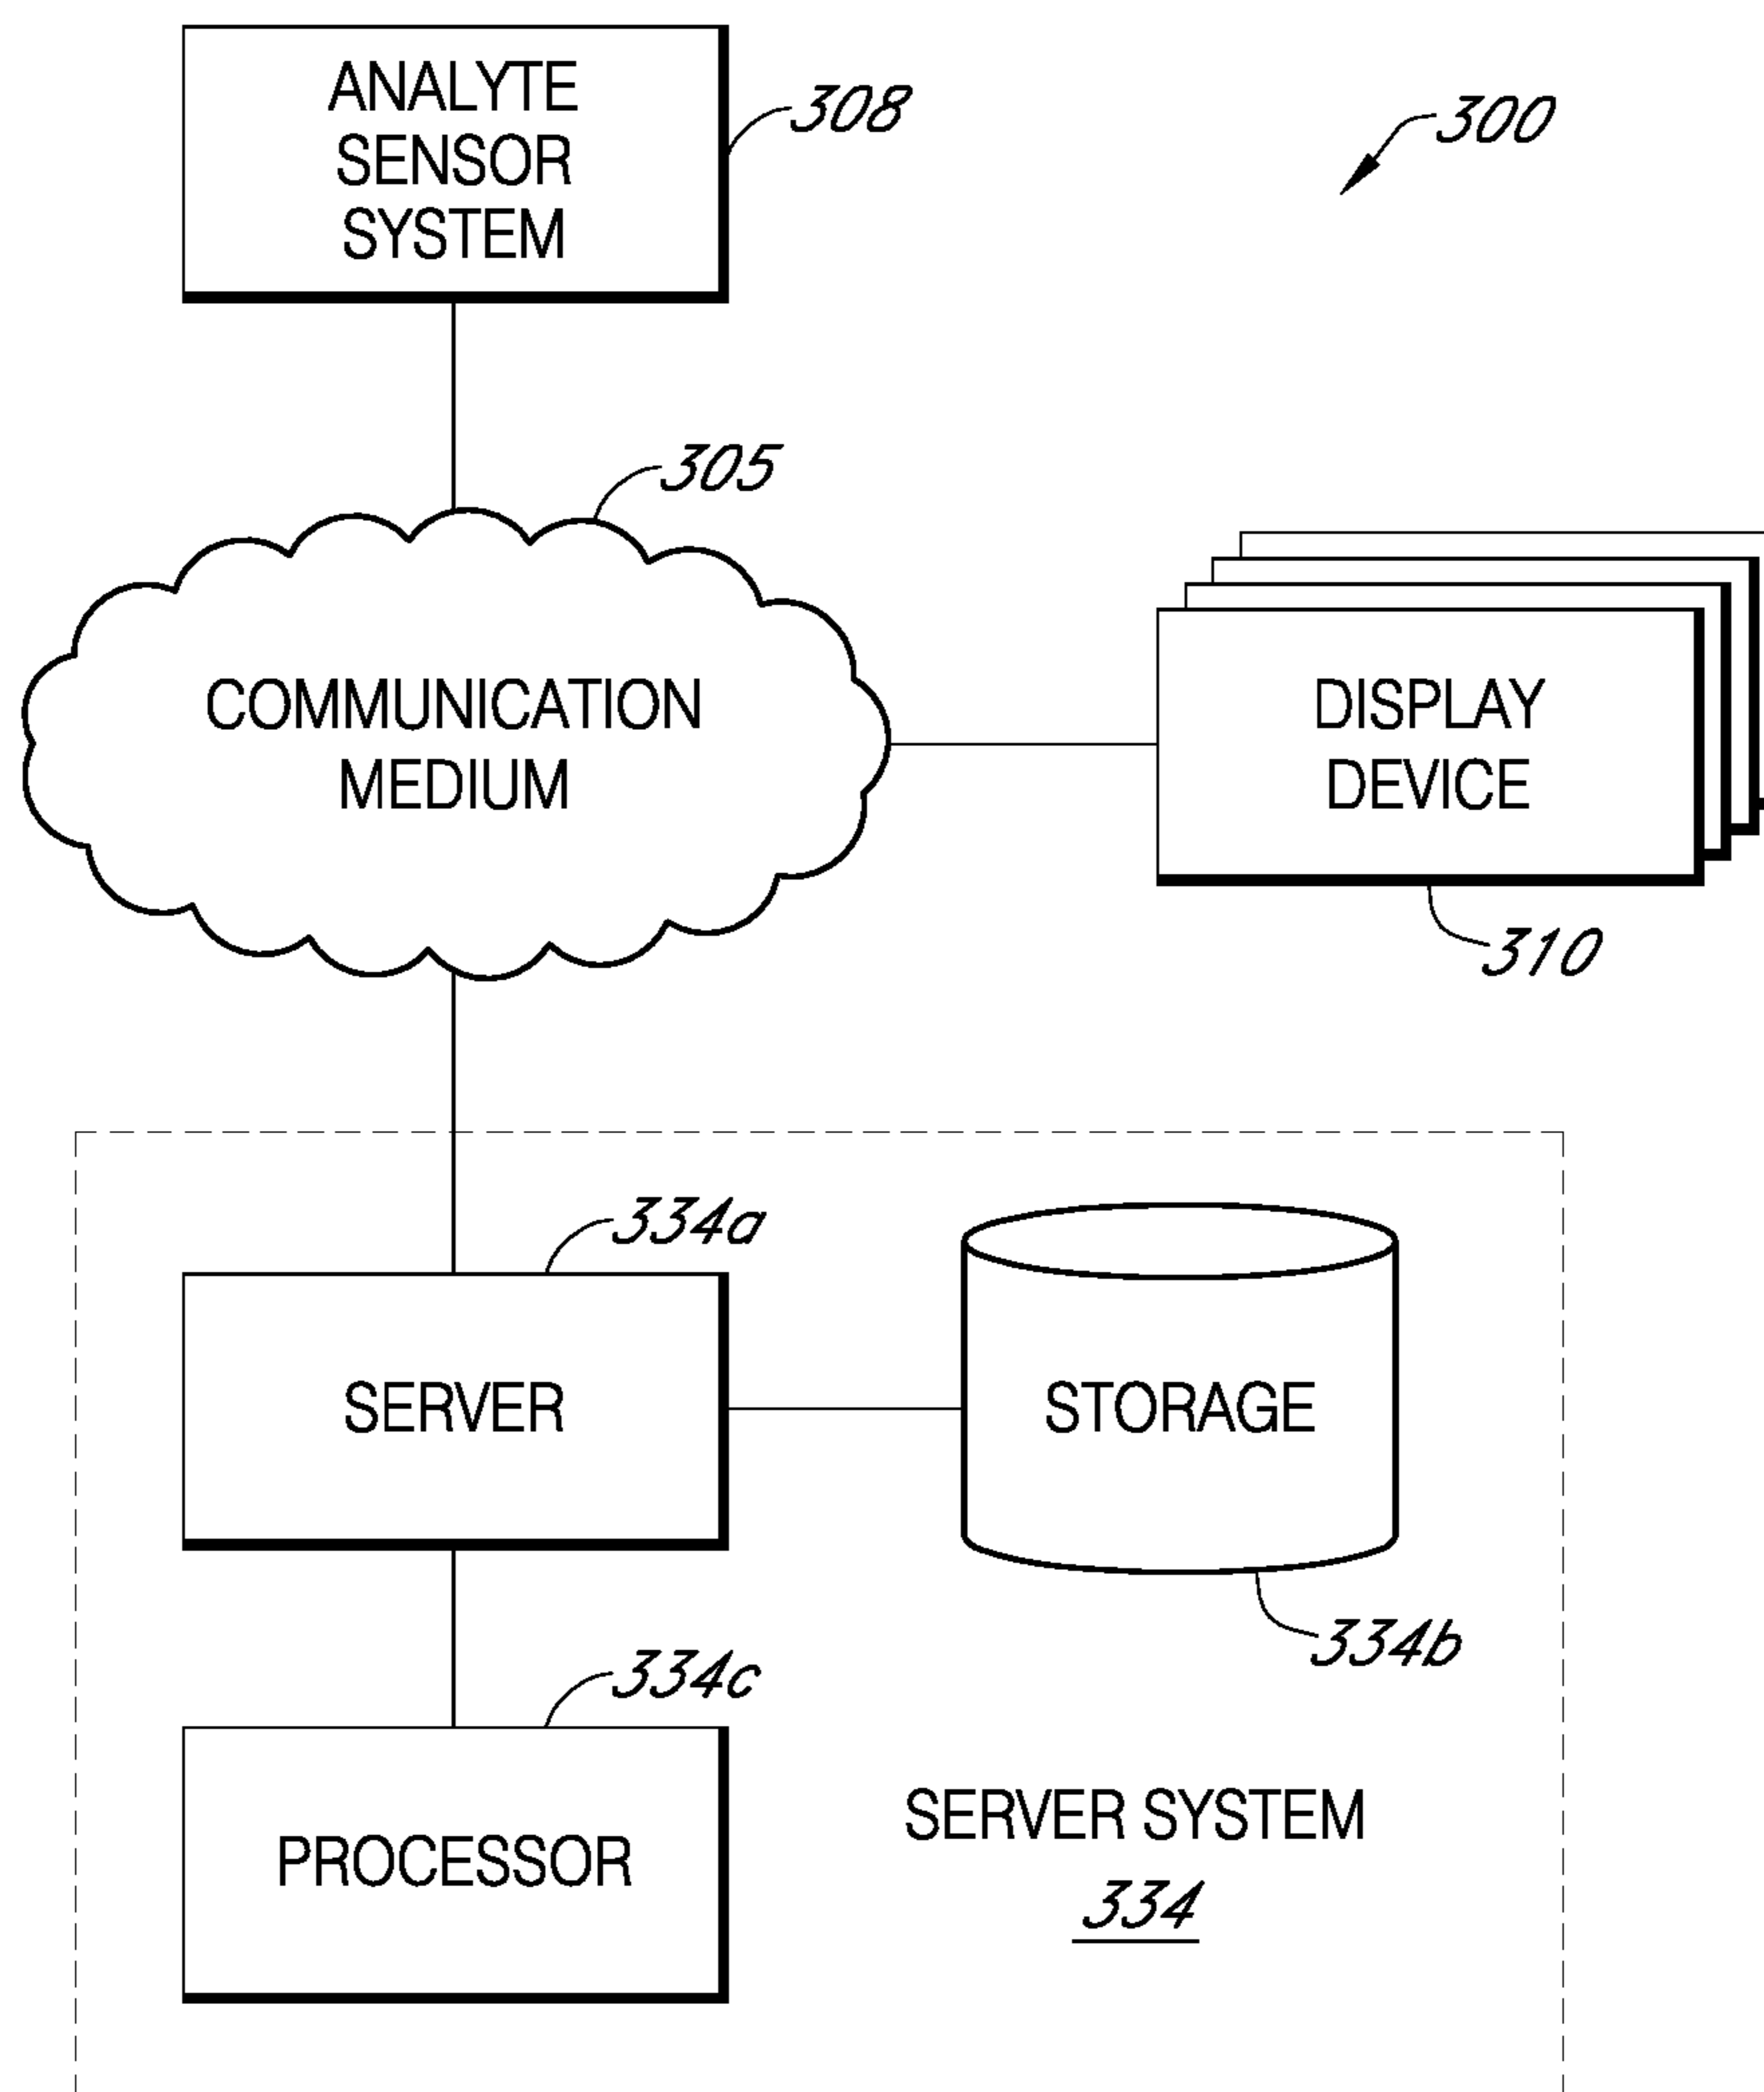 ANALYTE
SENSOR
SYSTEM
308
300
305
COMMUNICATION
MEDIUM
DISPLAY
DEVICE
310
334a
SERVER
STORAGE
334b
334c
PROCESSOR
SERVER SYSTEM
334